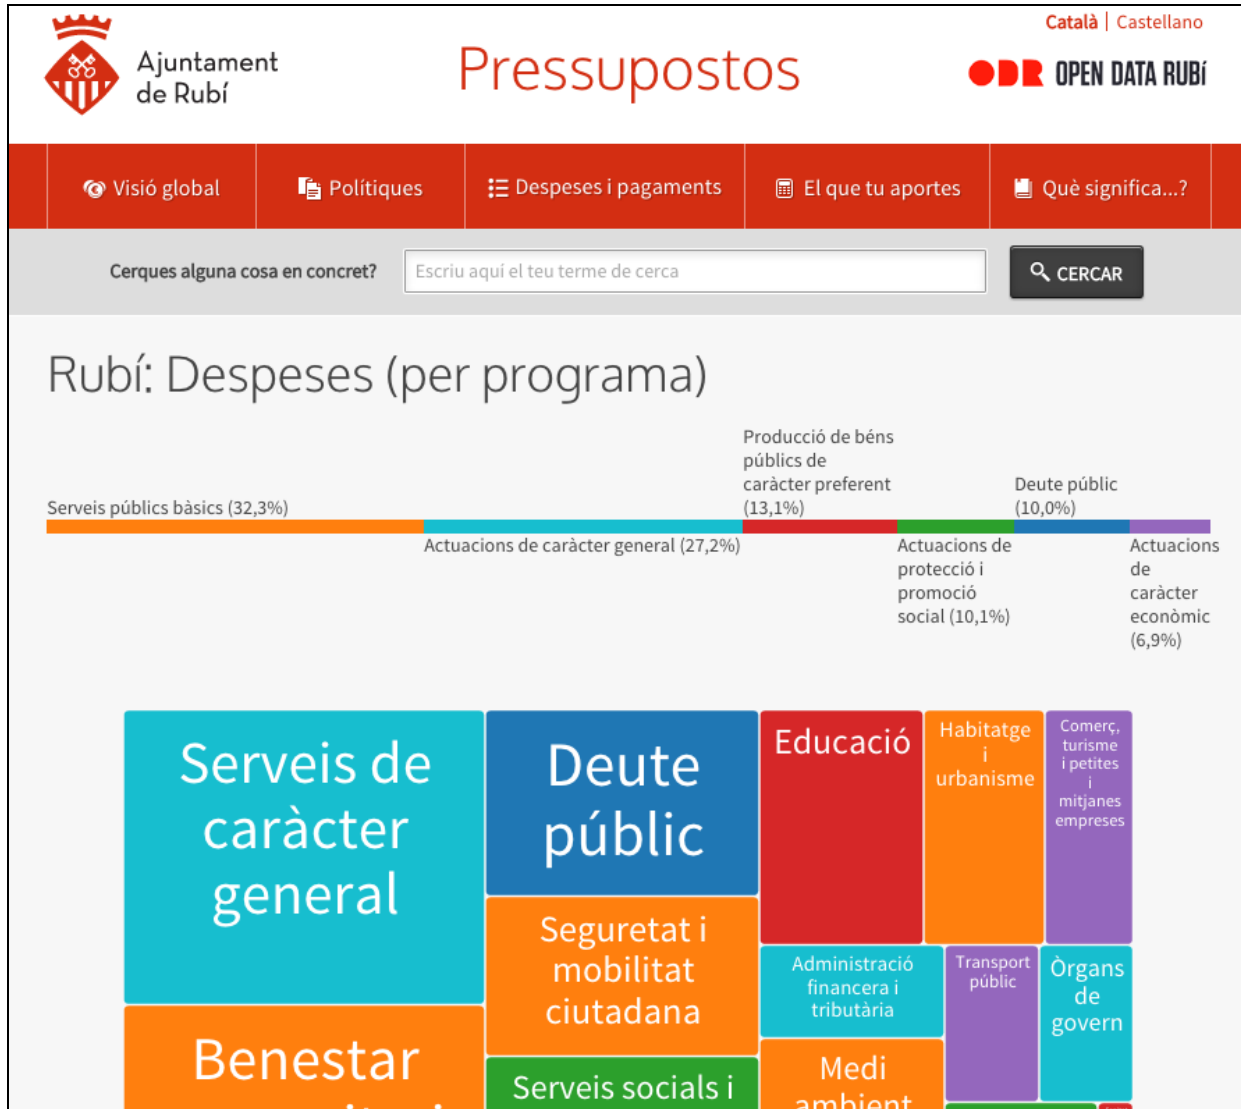 Català | Castellano
Ajuntament
de Rubí
Pressupostos
ODR OPEN DATA RUBí
Visió global
Polítiques
Despeses i pagaments
El que tu aportes
Què significa...?
Cerques alguna cosa en concret?
Escriu aquí el teu terme de cerca
CERCAR
Rubí: Despeses (per programa)
Serveis públics bàsics (32,3%)
Actuacions de caràcter general (27,2%)
Producció de béns
públics de
caràcter preferent
(13,1%)
Actuacions de
protecció i
promoció
social (10,1%)
Deute públic
(10,0%)
Actuacions
de
caràcter
econòmic
(6,9%)
Serveis de
caràcter
general
Deute
públic
Educació
Habitatge
i
urbanisme
Comerç,
turisme
i petites
i
mitjanes
empreses
Seguretat i
mobilitat
ciutadana
Administració
financera i
tributària
Transport
públic
Òrgans
de
govern
Benestar
Serveis socials i
Medi
ambient